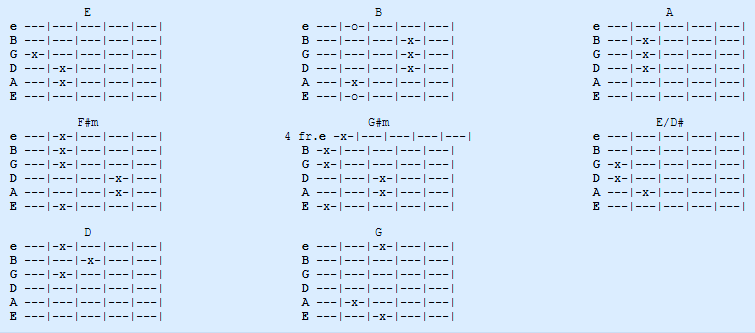 E
e ---|---|---|---|---|
B ---|---|---|---|---|
G -x-|---|---|---|---|
D ---|-x-|---|---|---|
A ---|-x-|---|---|---|
E ---|---|---|---|---|
B
e ---|-o-|---|---|---|
B ---|---|---|-x-|---|
G ---|---|---|-x-|---|
D ---|---|---|-x-|---|
A ---|-x-|---|---|---|
E ---|-o-|---|---|---|
A
e ---|---|---|---|---|
B ---|-x-|---|---|---|
G ---|-x-|---|---|---|
D ---|-x-|---|---|---|
A ---|---|---|---|---|
E ---|---|---|---|---|
F#m
e ---|-x-|---|---|---|
B ---|-x-|---|---|---|
G ---|-x-|---|---|---|
D ---|---|---|-x-|---|
A ---|---|---|-x-|---|
E ---|-x-|---|---|---|
G#m
4 fr.e -x-|---|---|---|---|
B -x-|---|---|---|---|
G -x-|---|---|---|---|
D ---|---|-x-|---|---|
A ---|---|-x-|---|---|
E -x-|---|---|---|---|
E/D#
e ---|---|---|---|---|
B ---|---|---|---|---|
G -x-|---|---|---|---|
D -x-|---|---|---|---|
A ---|-x-|---|---|---|
E ---|---|---|---|---|
D
e ---|-x-|---|---|---|
B ---|---|-x-|---|---|
G ---|-x-|---|---|---|
D ---|---|---|---|---|
A ---|---|---|---|---|
E ---|---|---|---|---|
G
e ---|---|-x-|---|---|
B ---|---|---|---|---|
G ---|---|---|---|---|
D ---|---|---|---|---|
A ---|-x-|---|---|---|
E ---|---|-x-|---|---|